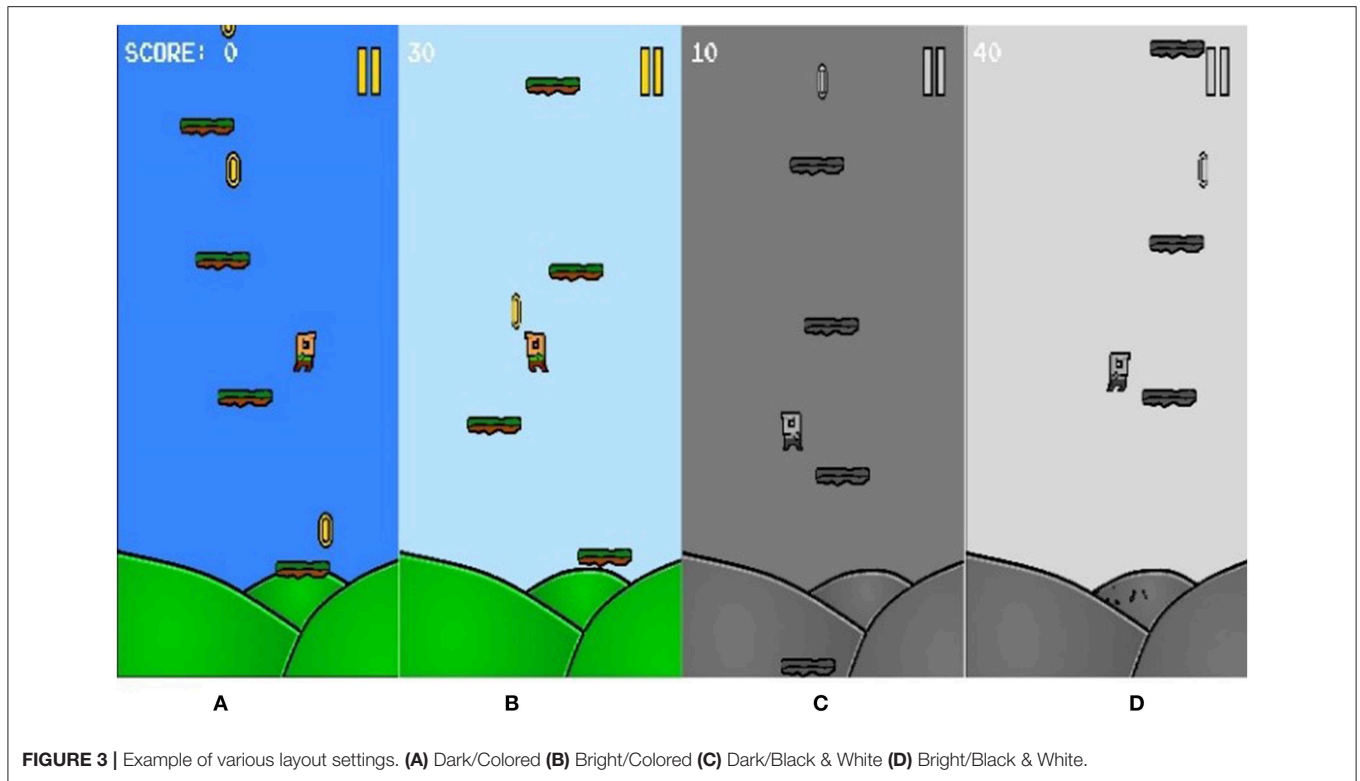 SCORE: 0
30
10
40
A
B
C
D
FIGURE 3 | Example of various layout settings. (A) Dark/Colored (B) Bright/Colored (C) Dark/Black & White (D) Bright/Black & White.